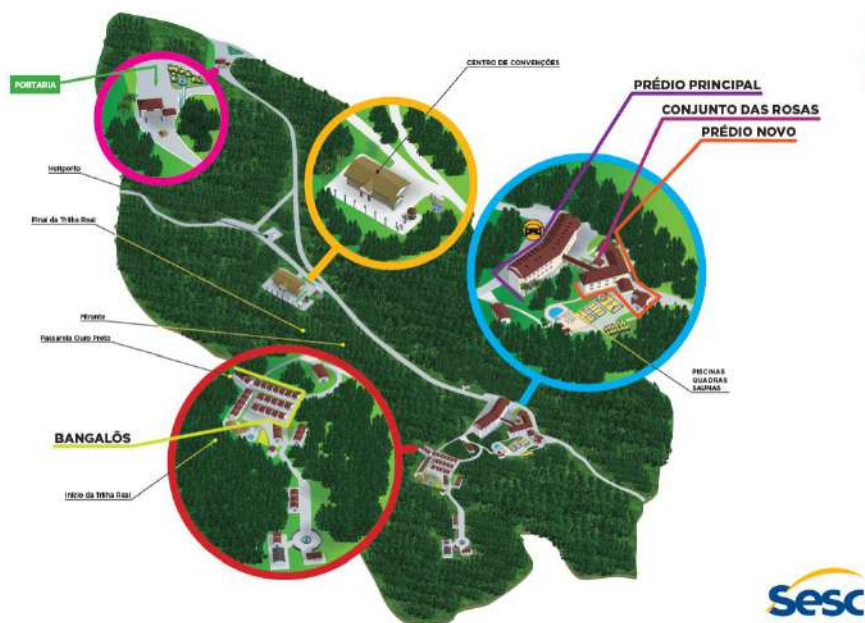 CENTRO DE CONVENÇÕES
PRÉDIO PRINCIPAL
PORTARIA
CONJUNTO DAS ROSAS
PRÉDIO NOVO
Heliponto
Final da Trilha Real
Mirante
Passarela Ouro Preto
PISCINAS
QUADRAS
SAUNAS
BANGALÔS
Início da Trilha Real
Sesc